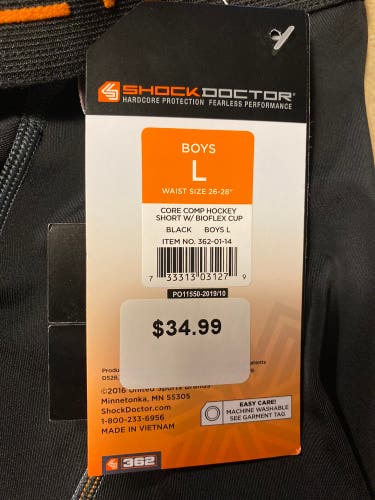 SHOCK DOCTOR
HARDCORE PROTECTION FEARLESS PERFORMANCE
BOYS
L
WAIST SIZE 26-28"
CORE COMP HOCKEY
SHORT W/ BIOFLEX CUP
BLACK BOYS L
ITEM NO. 362-01-14
7 33313 03127 9
PO11550-2019/10
$34.99
©2016 United Sports Brands
Minnetonka, MN 55305
ShockDoctor.com
1-800-233-6956
MADE IN VIETNAM
EASY CARE!
MACHINE WASHABLE
SEE GARMENT TAG
362